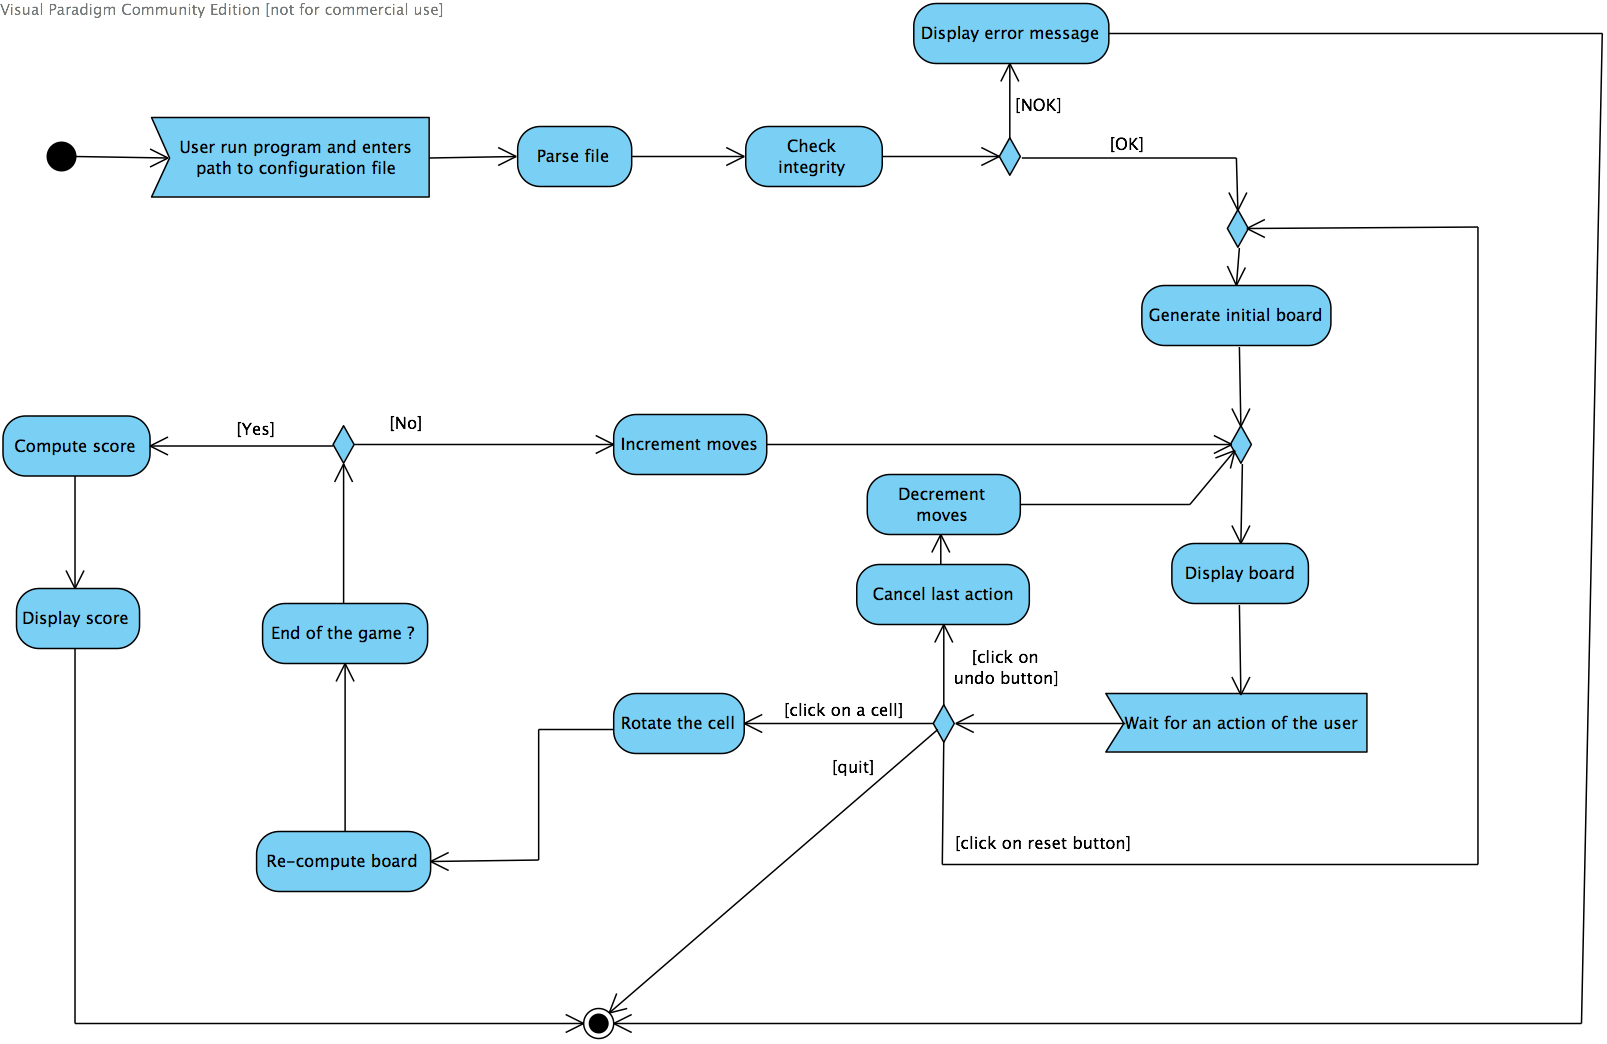 Visual Paradigm Community Edition [not for commercial use]
Display error message
[NOK]
User run program and enters
path to configuration file
Parse file
Check
integrity
[OK]
Generate initial board
Compute score
[Yes]
[No]
Increment moves
Decrement
moves
Display board
Cancel last action
Display score
End of the game ?
[click on
undo button]
Rotate the cell
[click on a cell]
Wait for an action of the user
[quit]
[click on reset button]
Re-compute board